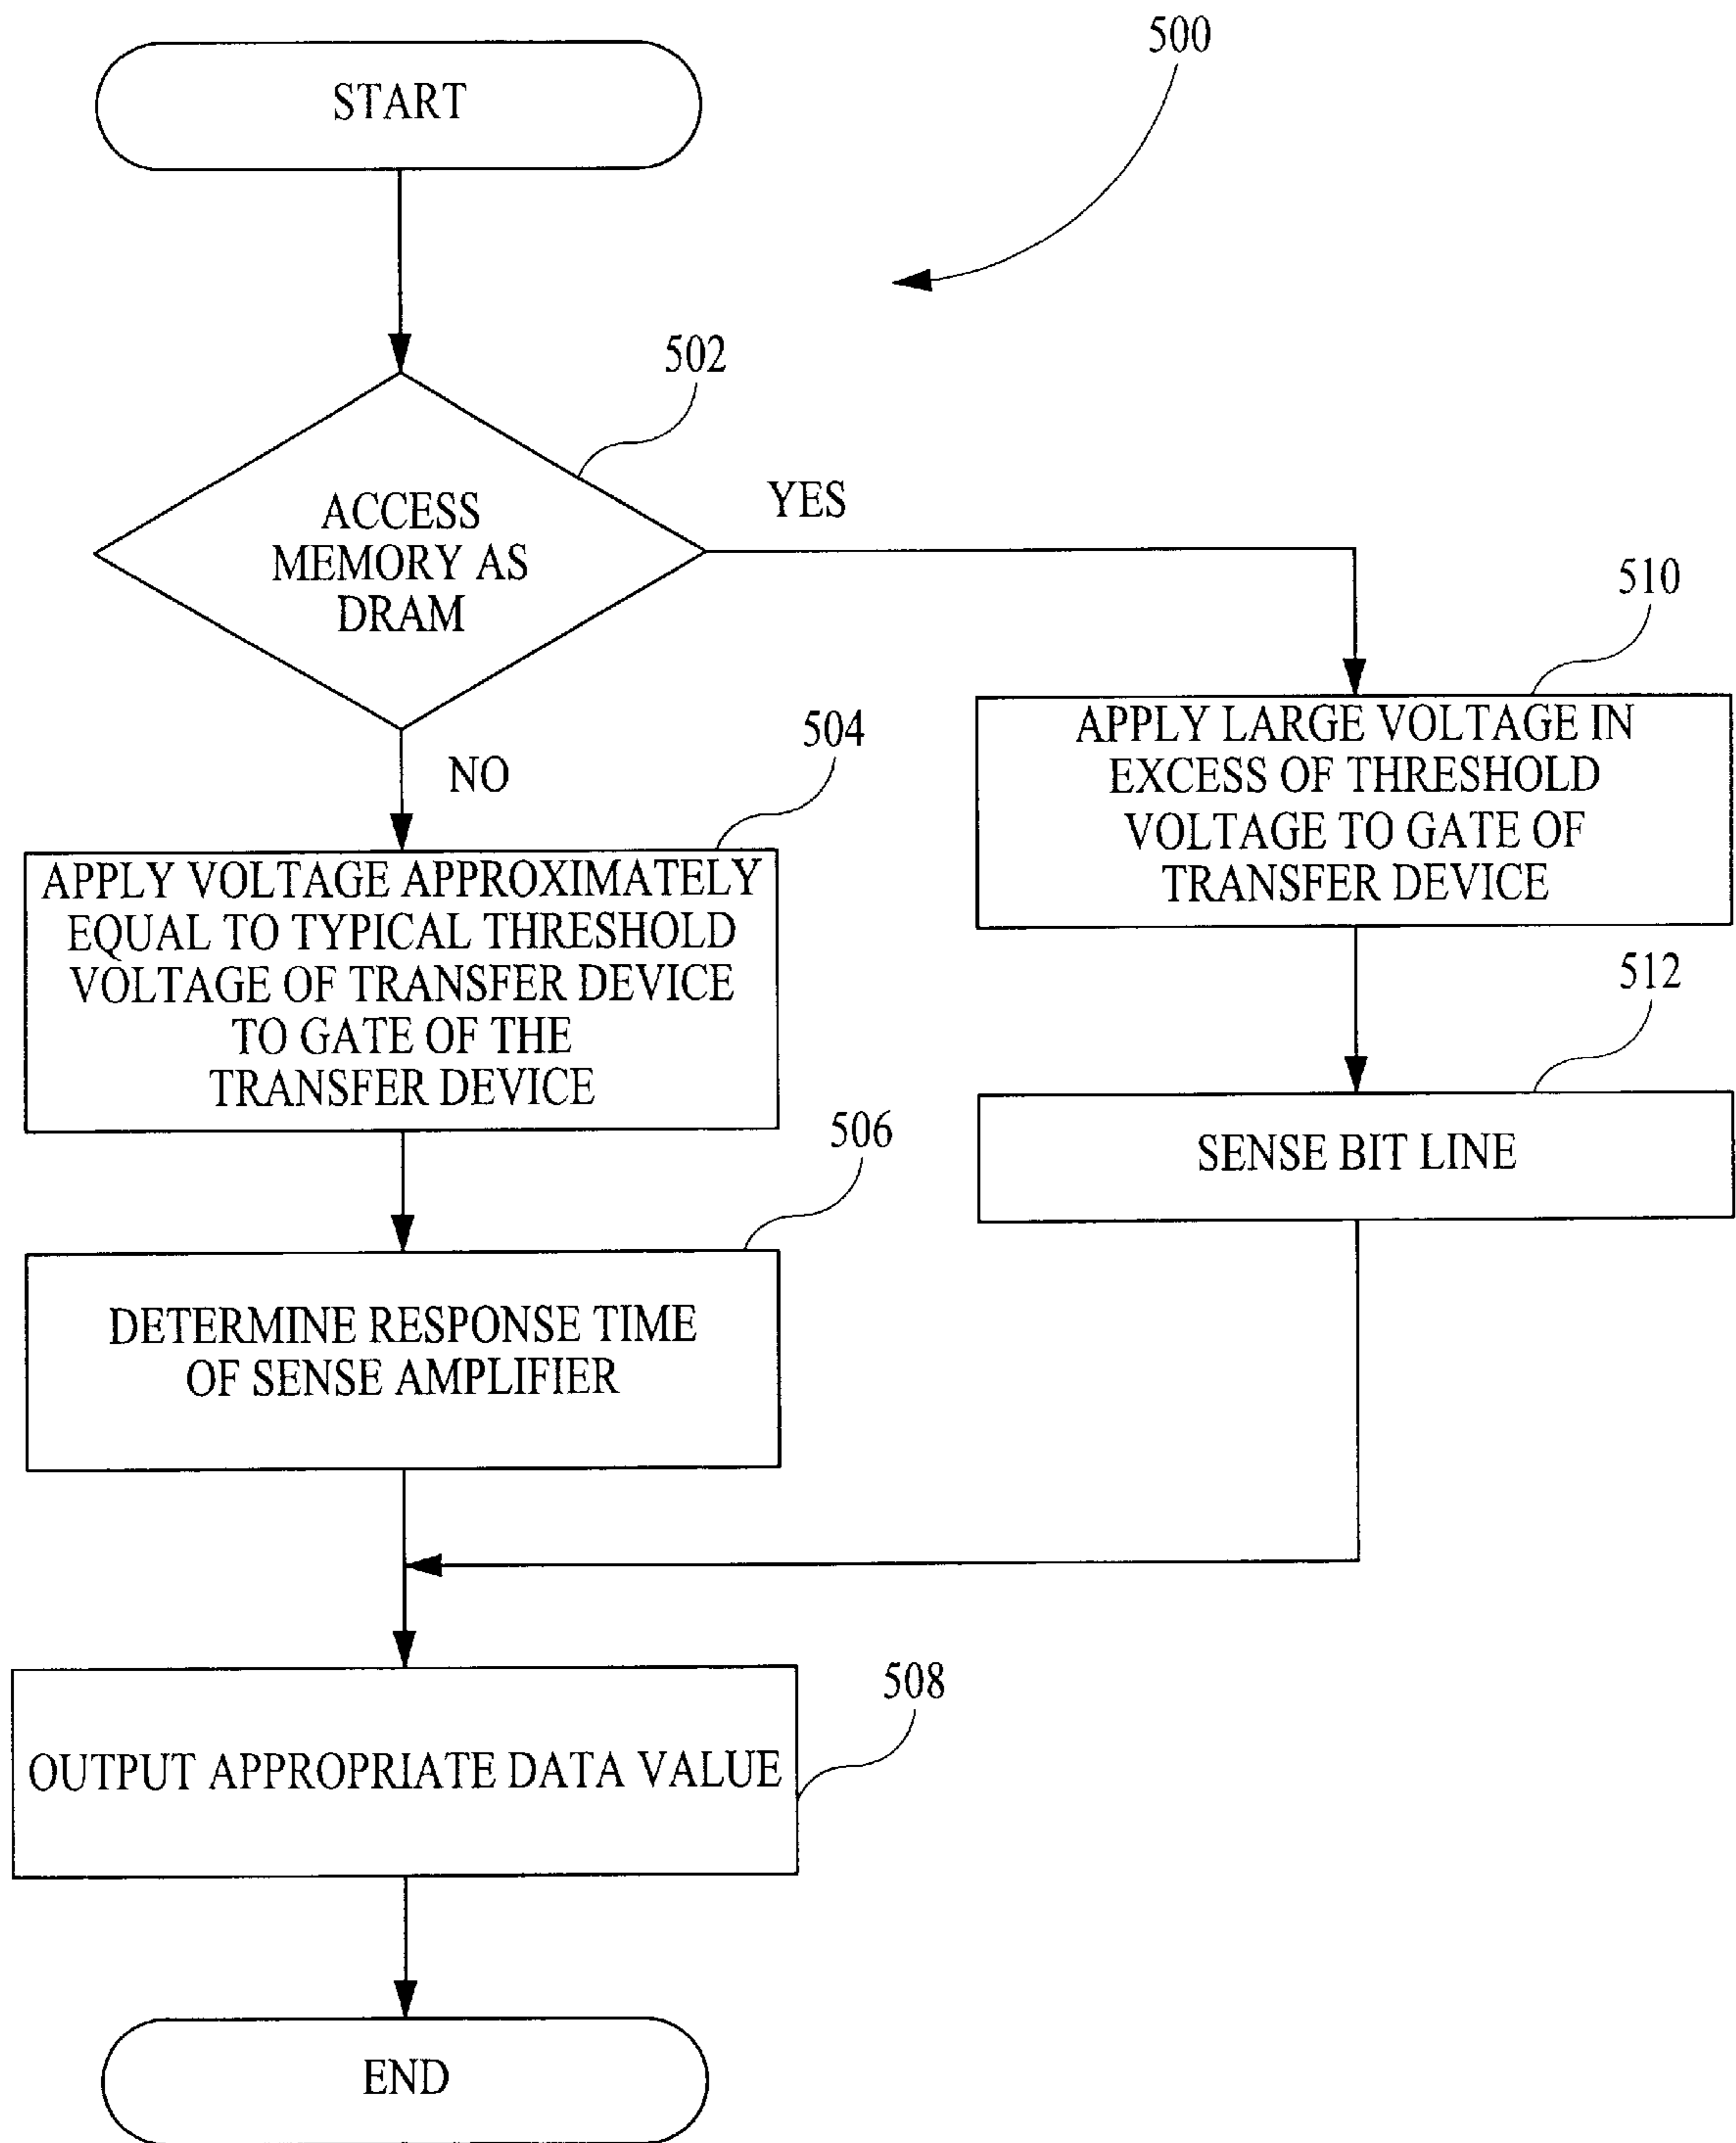 500
START
502
ACCESS
MEMORY AS
DRAM
YES
NO
504
APPLY VOLTAGE APPROXIMATELY
EQUAL TO TYPICAL THRESHOLD
VOLTAGE OF TRANSFER DEVICE
TO GATE OF THE
TRANSFER DEVICE
506
DETERMINE RESPONSE TIME
OF SENSE AMPLIFIER
510
APPLY LARGE VOLTAGE IN
EXCESS OF THRESHOLD
VOLTAGE TO GATE OF
TRANSFER DEVICE
512
SENSE BIT LINE
508
OUTPUT APPROPRIATE DATA VALUE
END